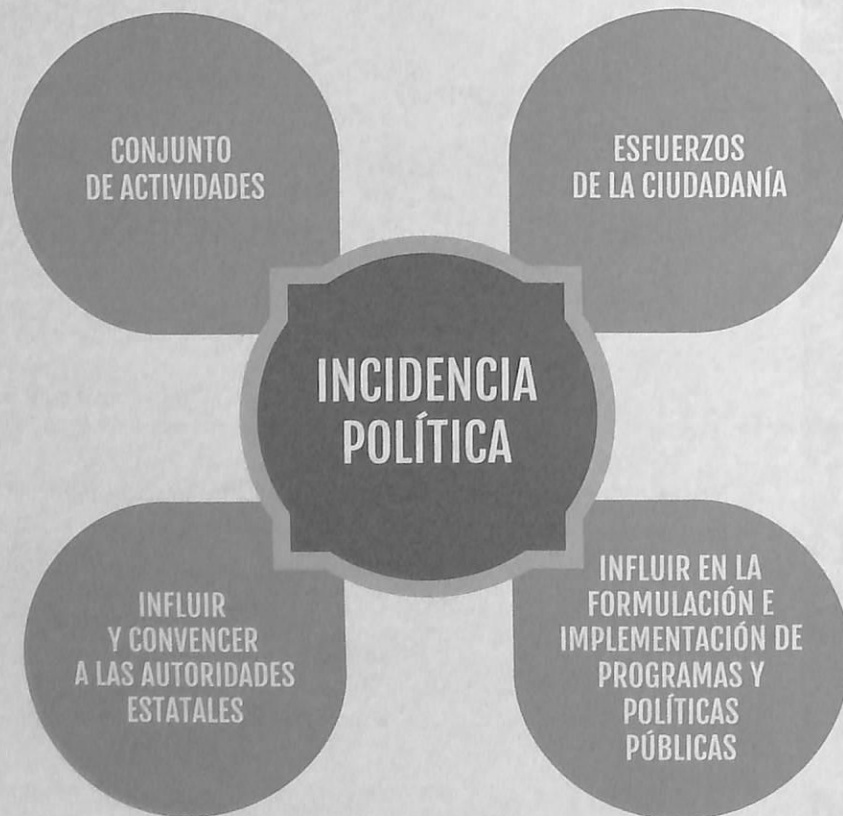 CONJUNTO
DE ACTIVIDADES
ESFUERZOS
DE LA CIUDADANÍA
INCIDENCIA
POLÍTICA
INFLUIR
Y CONVENCER
A LAS AUTORIDADES
ESTATALES
INFLUIR EN LA
FORMULACIÓN E
IMPLEMENTACIÓN DE
PROGRAMAS Y
POLÍTICAS
PÚBLICAS